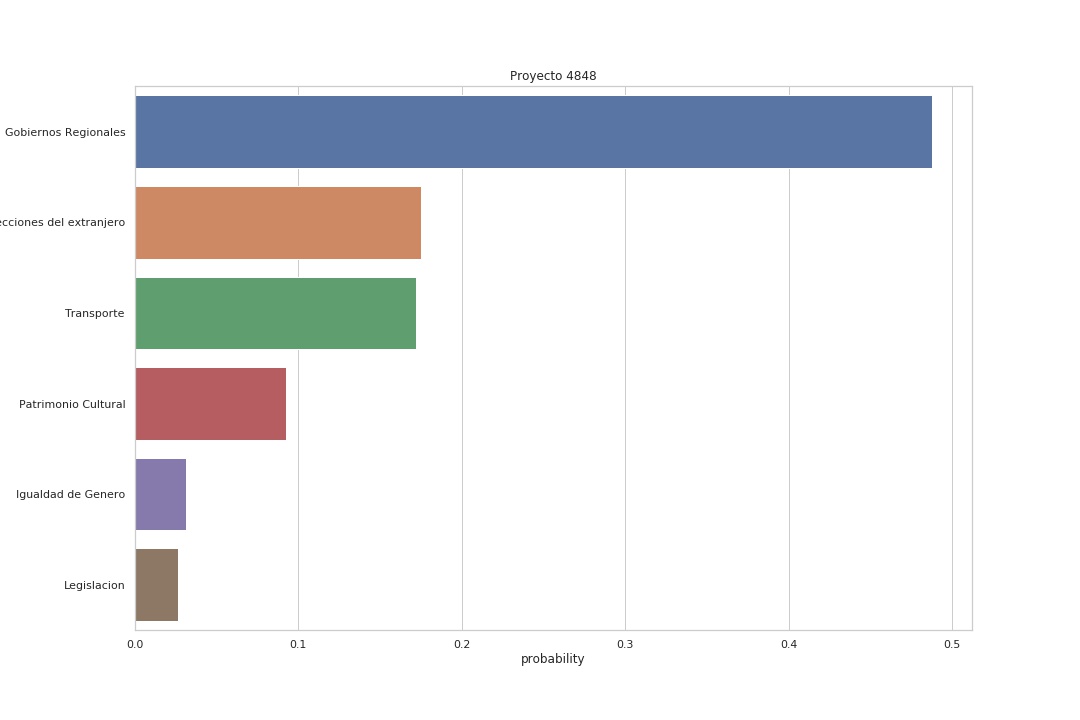 Proyecto 4848
Gobiernos Regionales
del extranjero
Transporte
Patrimonio Cultural
Igualdad de Genero
Legislacion
0.0 0.1 0.2 0.3 0.4 0.5
probability